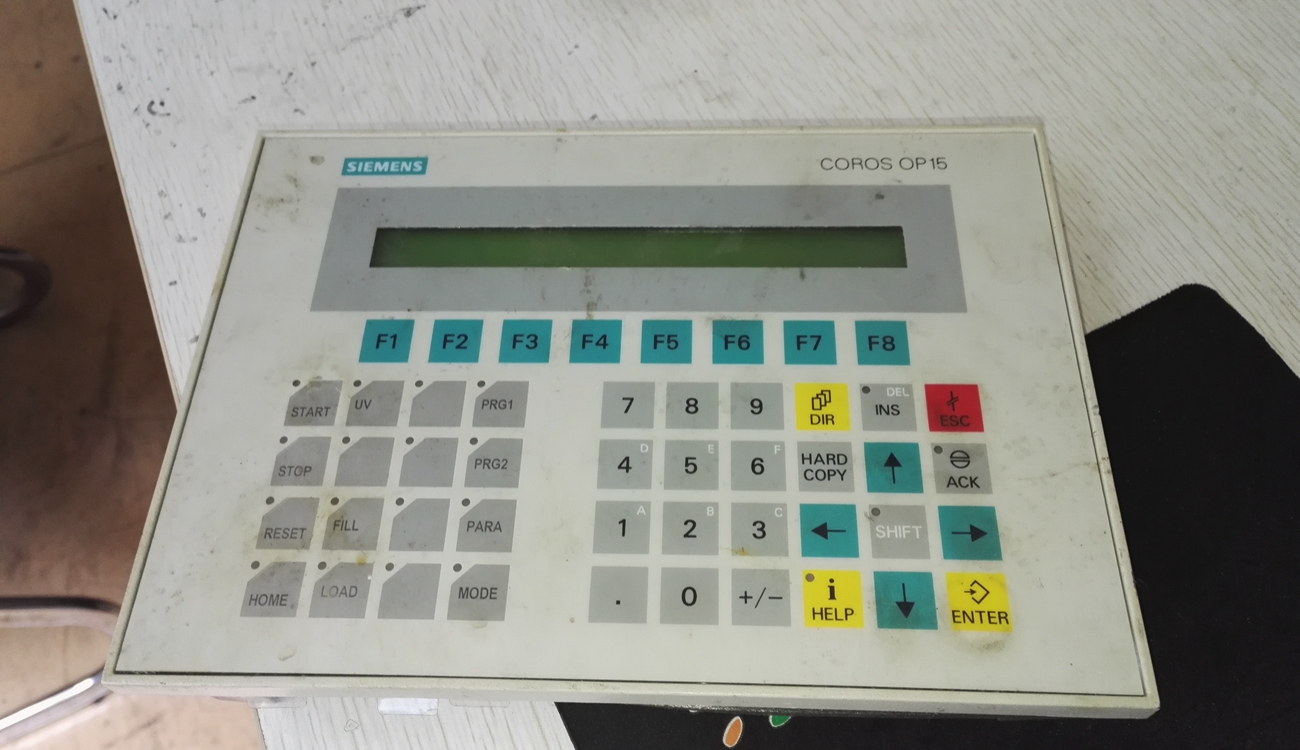 SIEMENS COROS OP15
F1 F2 F3 F4 F5 F6 F7 F8
START UV PRG1 7 8 9 DIR DEL INS ESC
STOP PRG2 4 D 5 E 6 F HARD COPY ACK
RESET FILL PARA 1 A 2 B 3 C SHIFT
HOME LOAD MODE . 0 +/− i HELP ENTER